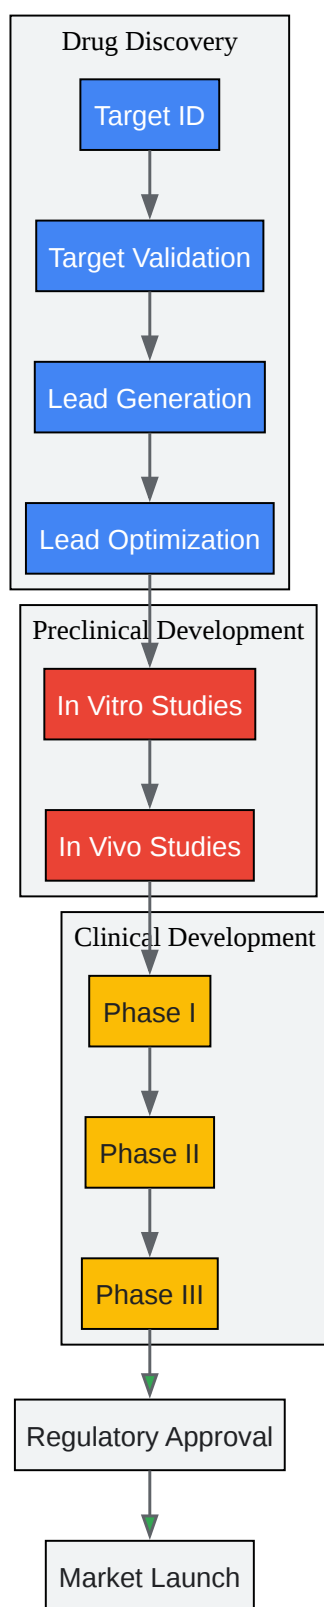 Drug Discovery
Target ID
Target Validation
Lead Generation
Lead Optimization
Preclinical Development
In Vitro Studies
In Vivo Studies
Clinical Development
Phase I
Phase II
Phase III
Regulatory Approval
Market Launch